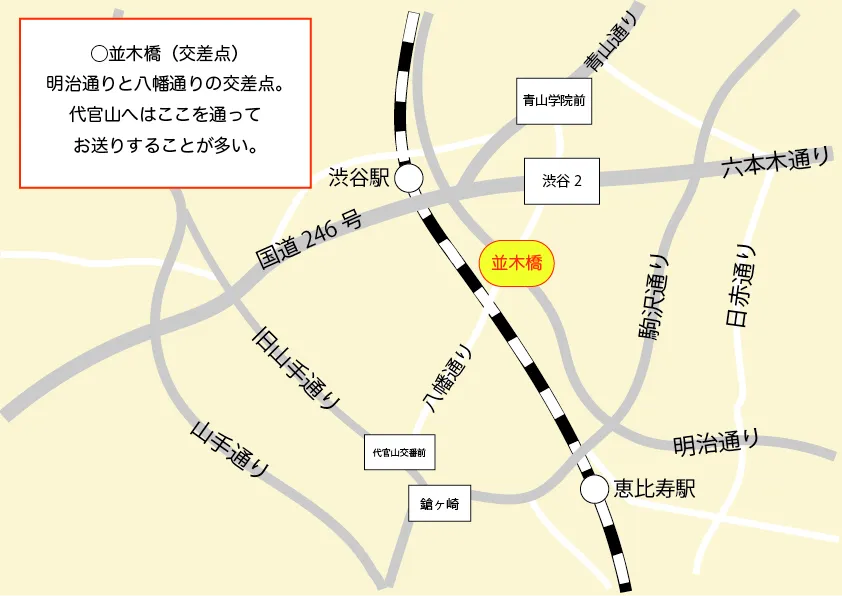 ◯並木橋（交差点）
明治通りと八幡通りの交差点。
代官山へはここを通って
お送りすることが多い。
青山通り
青山学院前
六本木通り
渋谷駅
渋谷2
国道246号
並木橋
駒沢通り
日赤通り
旧山手通り
八幡通り
山手通り
代官山交番前
明治通り
鎗ヶ崎
恵比寿駅